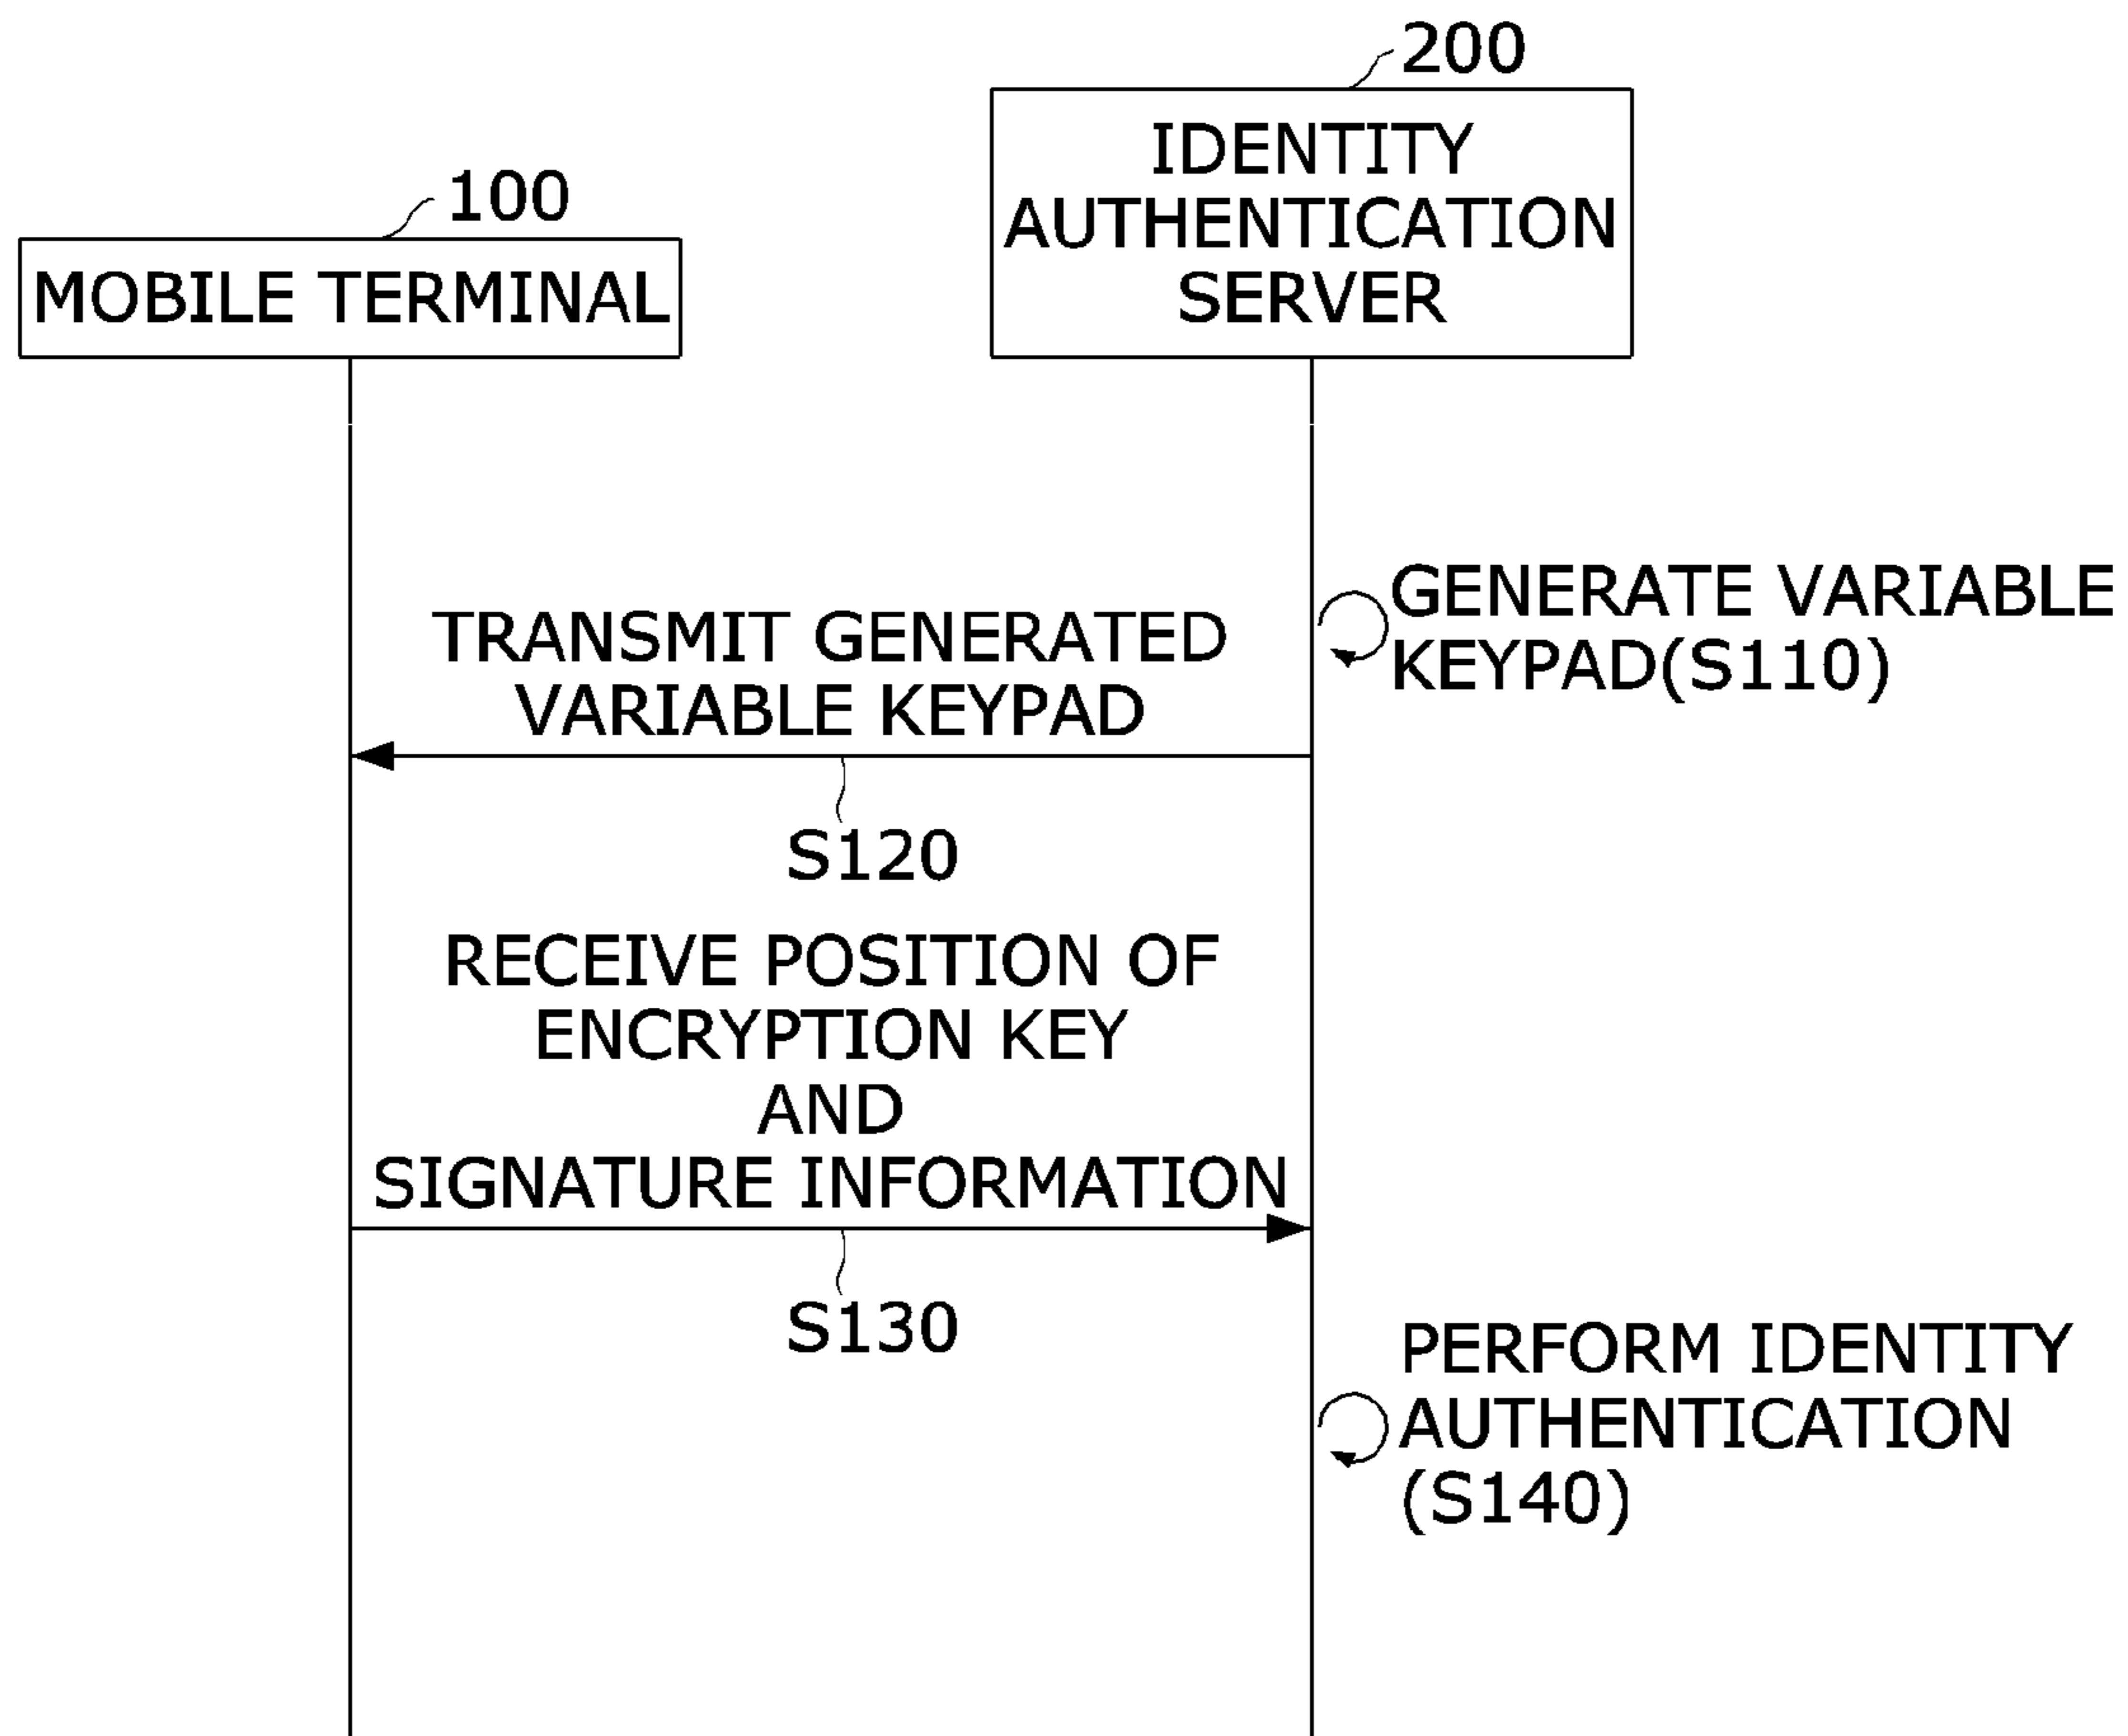 200
IDENTITY
AUTHENTICATION
SERVER
100
MOBILE TERMINAL
GENERATE VARIABLE
KEYPAD(S110)
TRANSMIT GENERATED
VARIABLE KEYPAD
S120
RECEIVE POSITION OF
ENCRYPTION KEY
AND
SIGNATURE INFORMATION
S130
PERFORM IDENTITY
AUTHENTICATION
(S140)